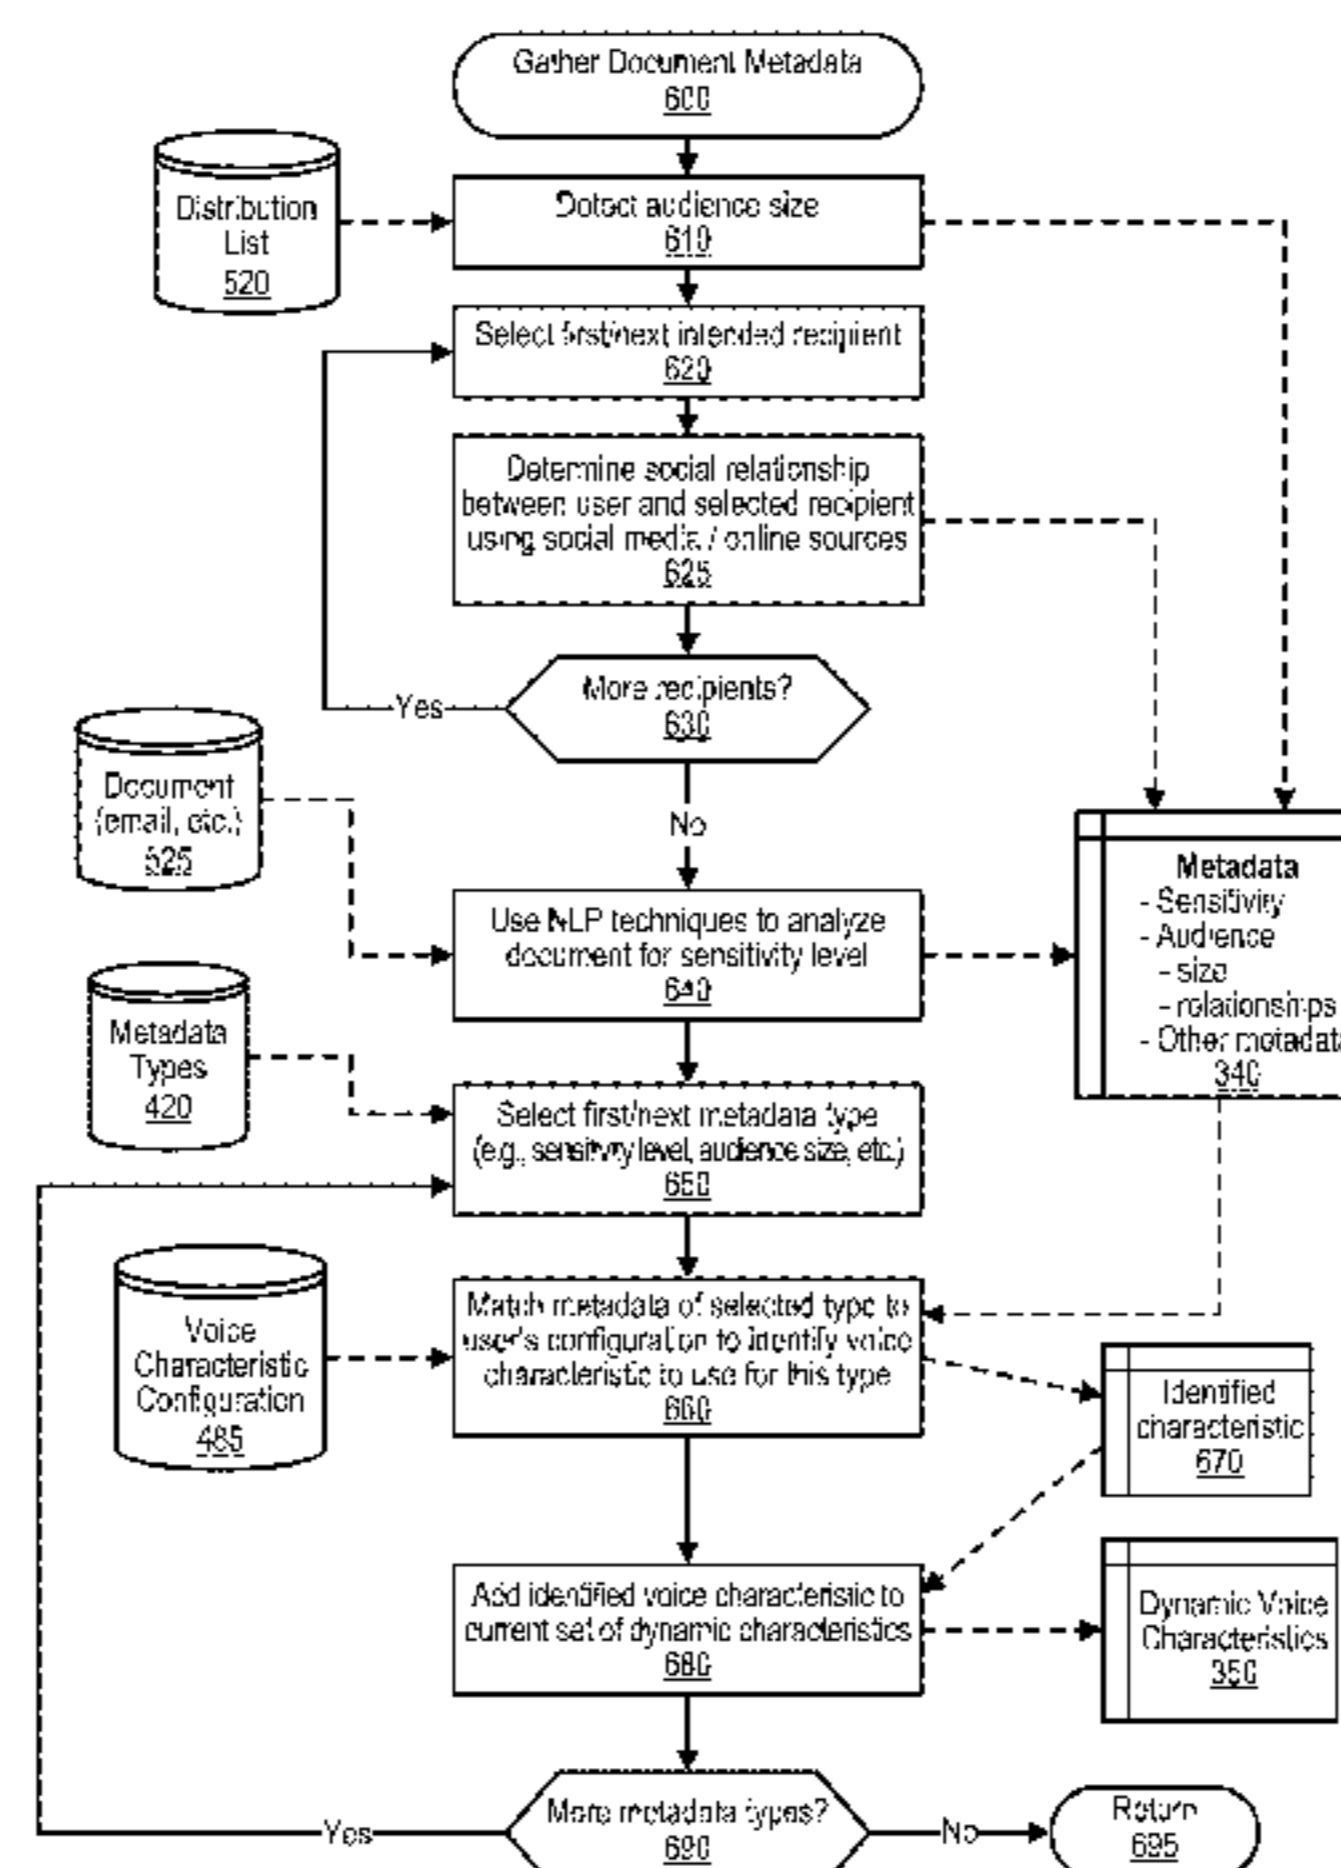 Gather Document Metadata
600
Distribution
List
520
Detect audience size
610
Select first/next intended recipient
620
Determine social relationship
between user and selected recipient
using social media / online sources
625
More recipients?
630
Yes
No
Document
(email, etc.)
525
Use NLP techniques to analyze
document for sensitivity level
640
Metadata
- Sensitivity
- Audience
- size
- relationships
- Other metadata
340
Metadata
Types
420
Select first/next metadata type
(e.g., sensitivity level, audience size, etc.)
650
Voice
Characteristic
Configuration
485
Match metadata of selected type to
user's configuration to identify voice
characteristic to use for this type
660
Identified
characteristic
670
Add identified voice characteristic to
current set of dynamic characteristics
680
Dynamic Voice
Characteristics
350
More metadata types?
690
Yes
No
Return
695